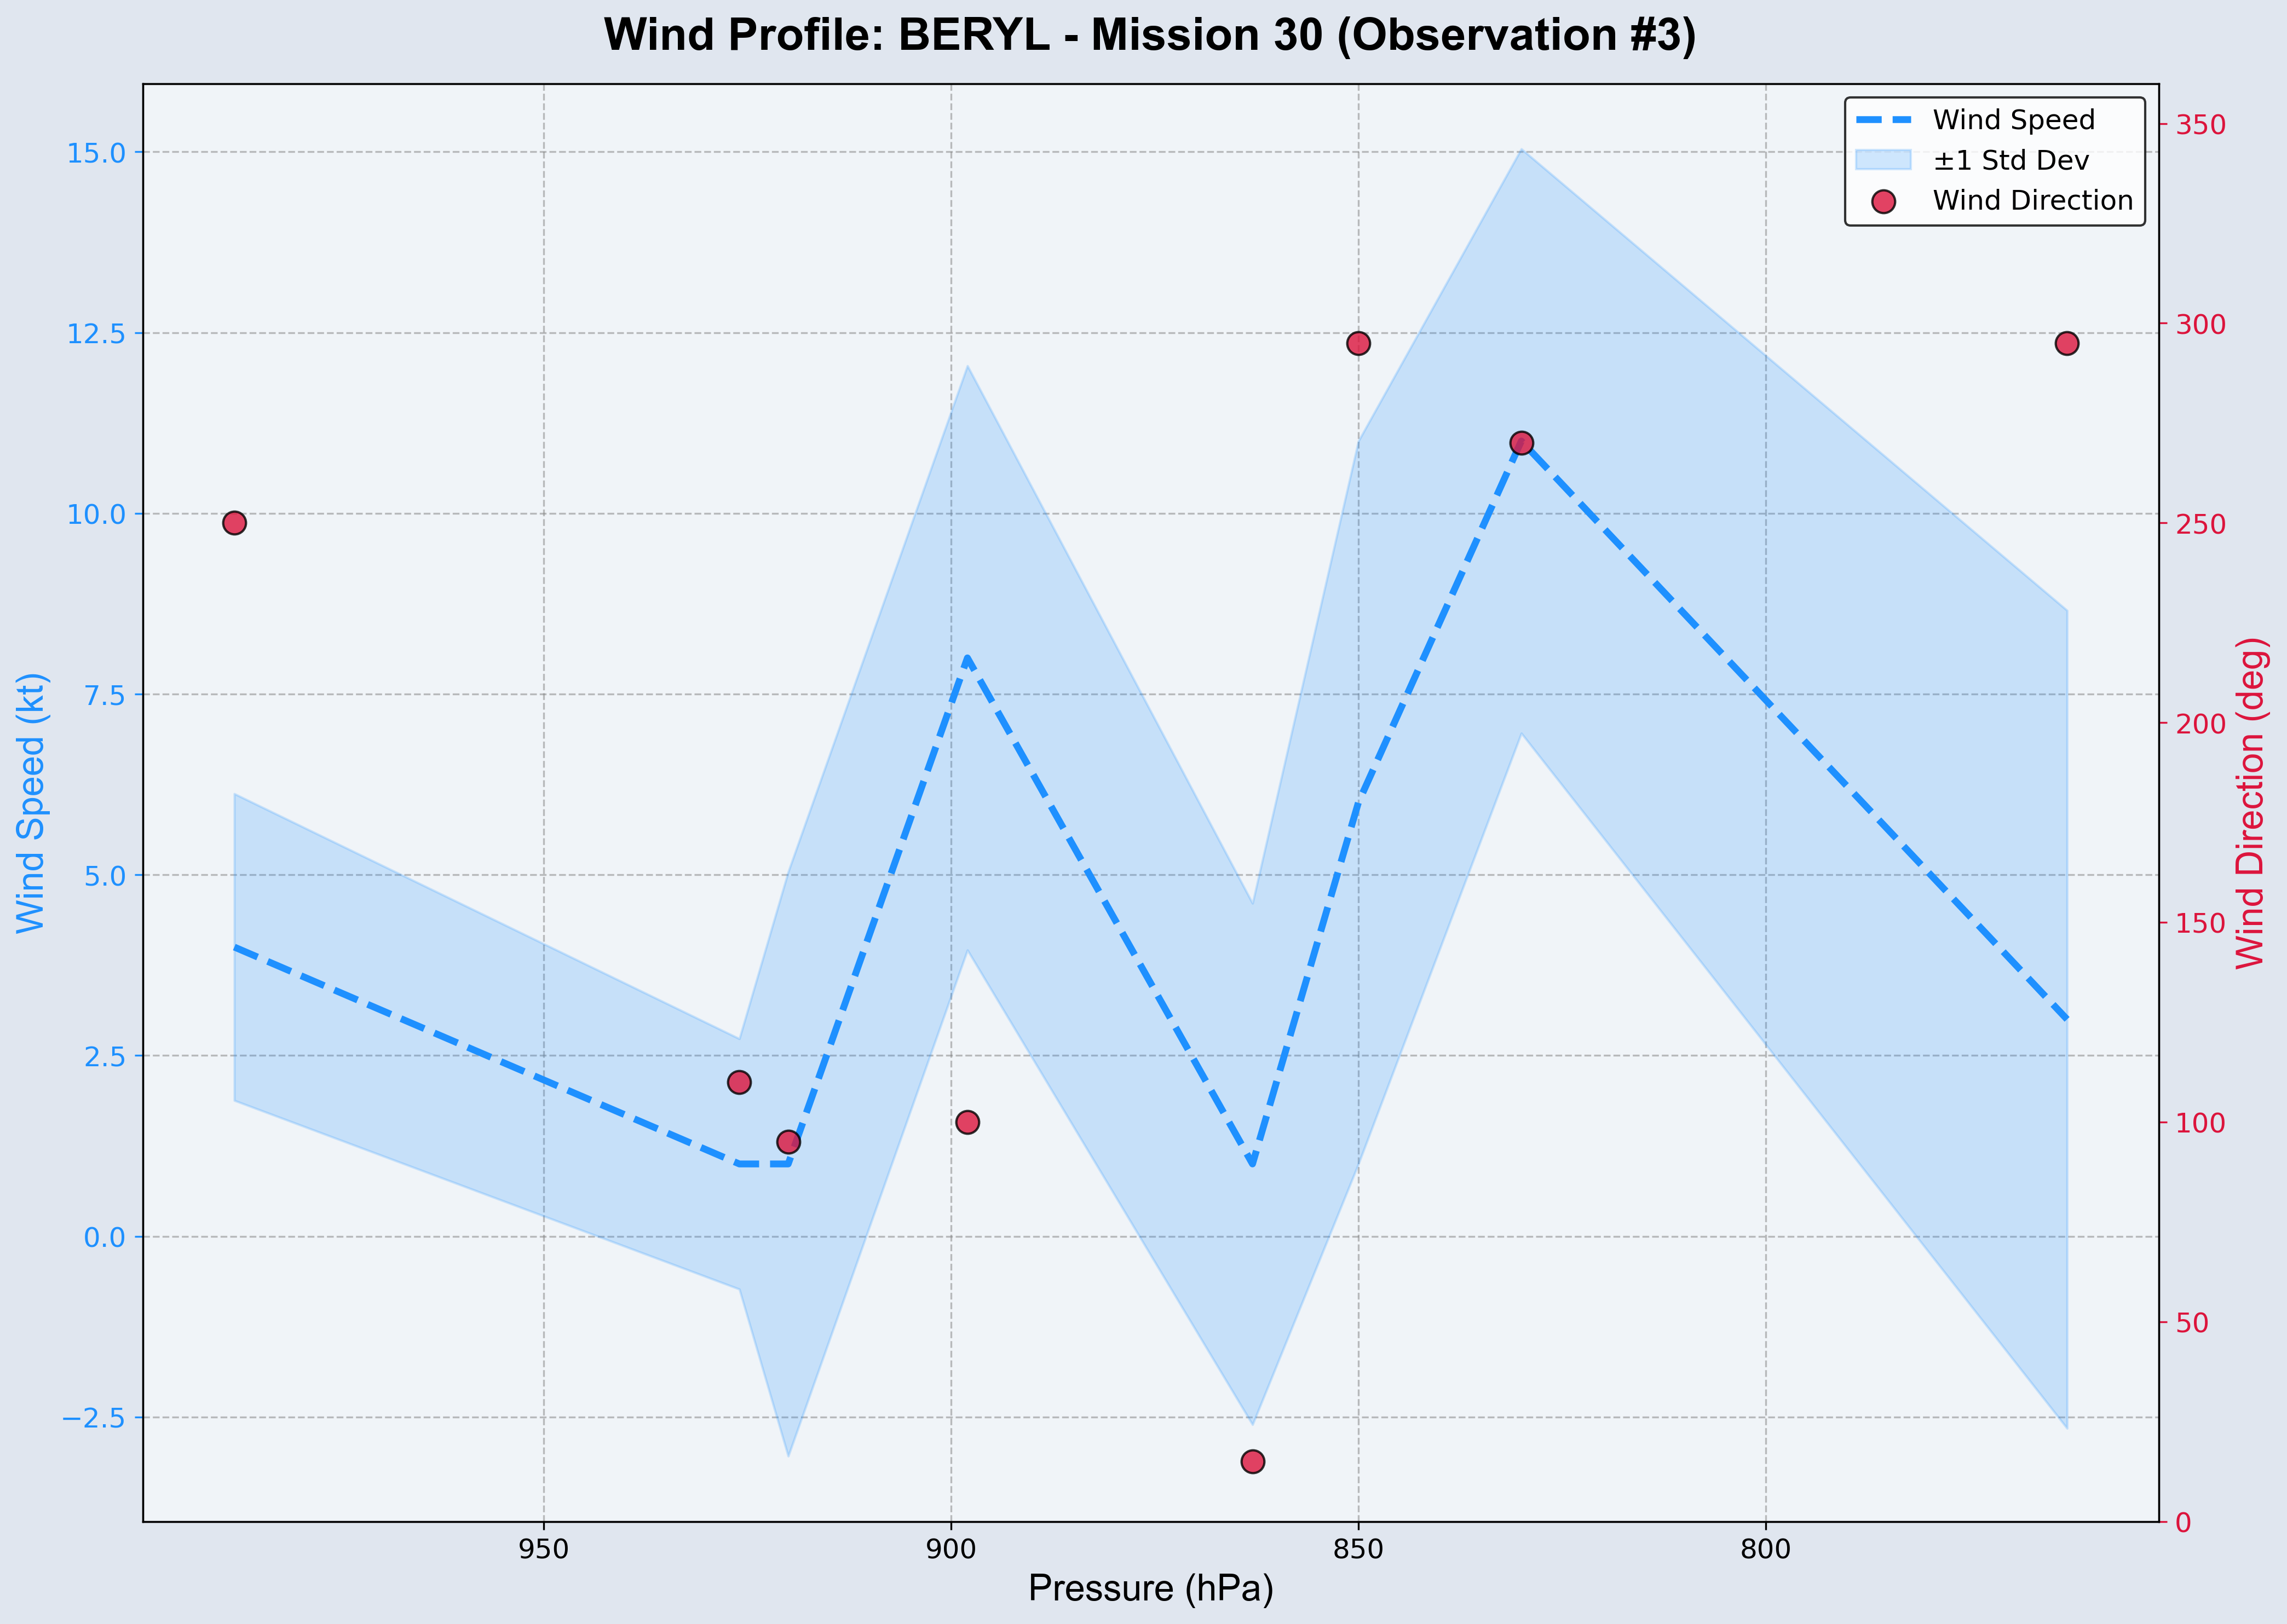 Wind Profile: BERYL - Mission 30 (Observation #3)
Wind Speed
±1 Std Dev
Wind Direction
15.0
12.5
10.0
7.5
5.0
2.5
0.0
−2.5
Wind Speed (kt)
350
300
250
200
150
100
50
0
Wind Direction (deg)
950
900
850
800
Pressure (hPa)